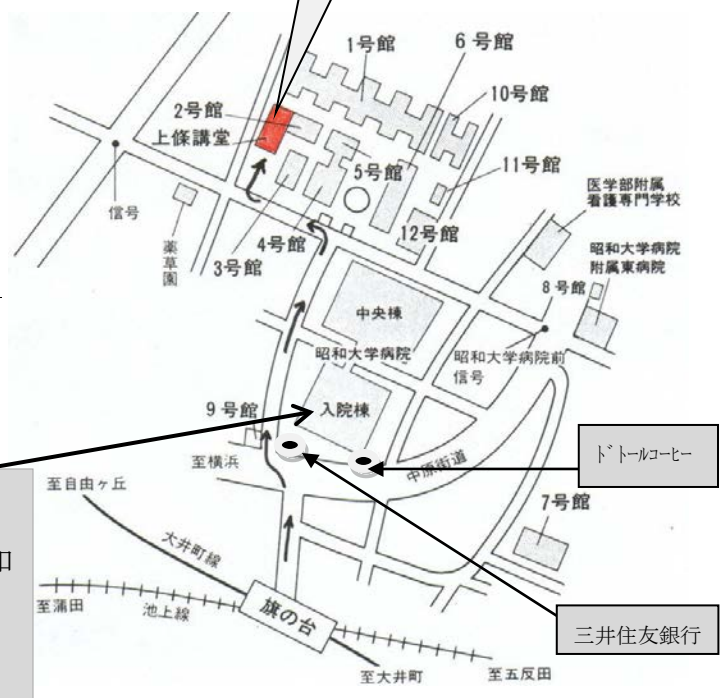 1号館
6号館
10号館
2号館
上條講堂
5号館
11号館
医学部附属
看護専門学校
信号
薬草園
3号館
4号館
12号館
昭和大学病院
附属東病院
8号館
中央棟
昭和大学病院
昭和大学病院前
信号
9号館
入院棟
至横浜
中原街道
ﾄﾞﾄｰﾙｺｰﾋｰ
至自由ヶ丘
7号館
大井町線
和
至蒲田
池上線
旗の台
三井住友銀行
至大井町
至五反田